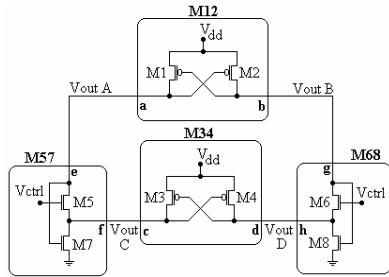 M12
Vdd
M1 M2
Vout A a b Vout B
M57 M34 M68
e Vdd g
Vctrl M5 M3 M4 M6 Vctrl
f Vout C c d Vout D h
M7 M8